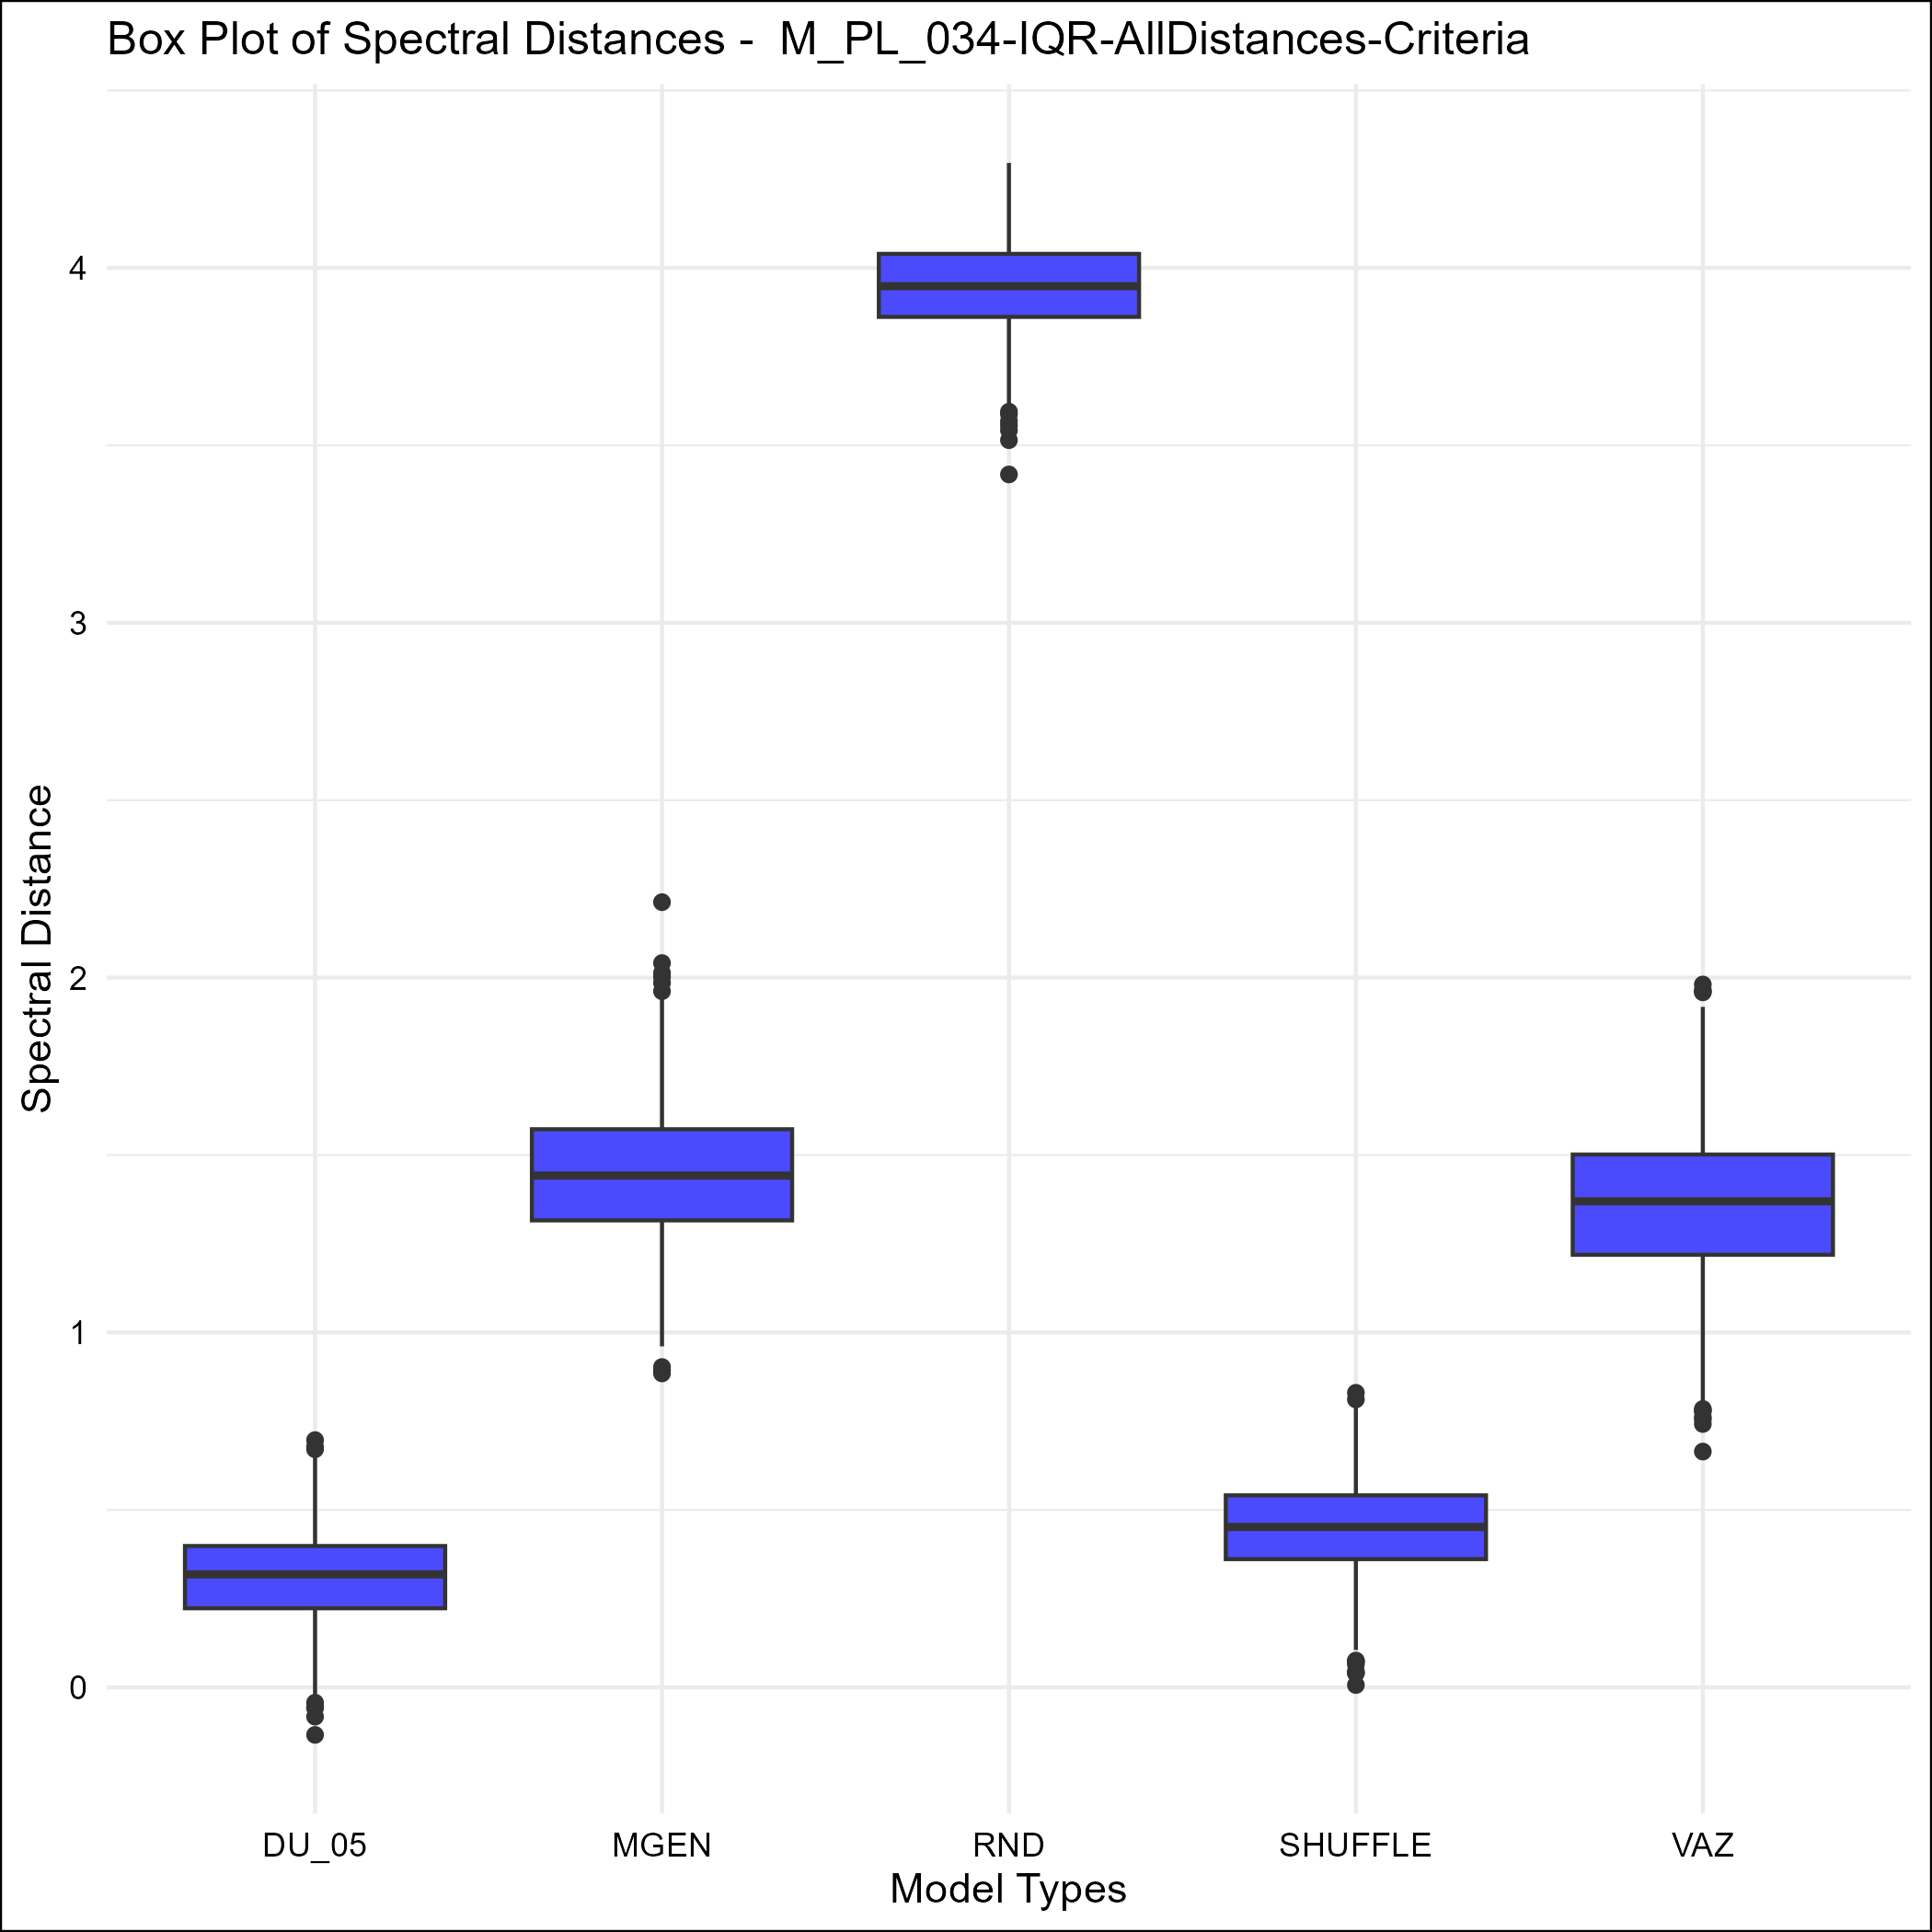 Box Plot of Spectral Distances -  M_PL_034-IQR-AllDistances-Criteria
4
3
2
1
0
Spectral Distance
DU_05 MGEN RND SHUFFLE VAZ
Model Types